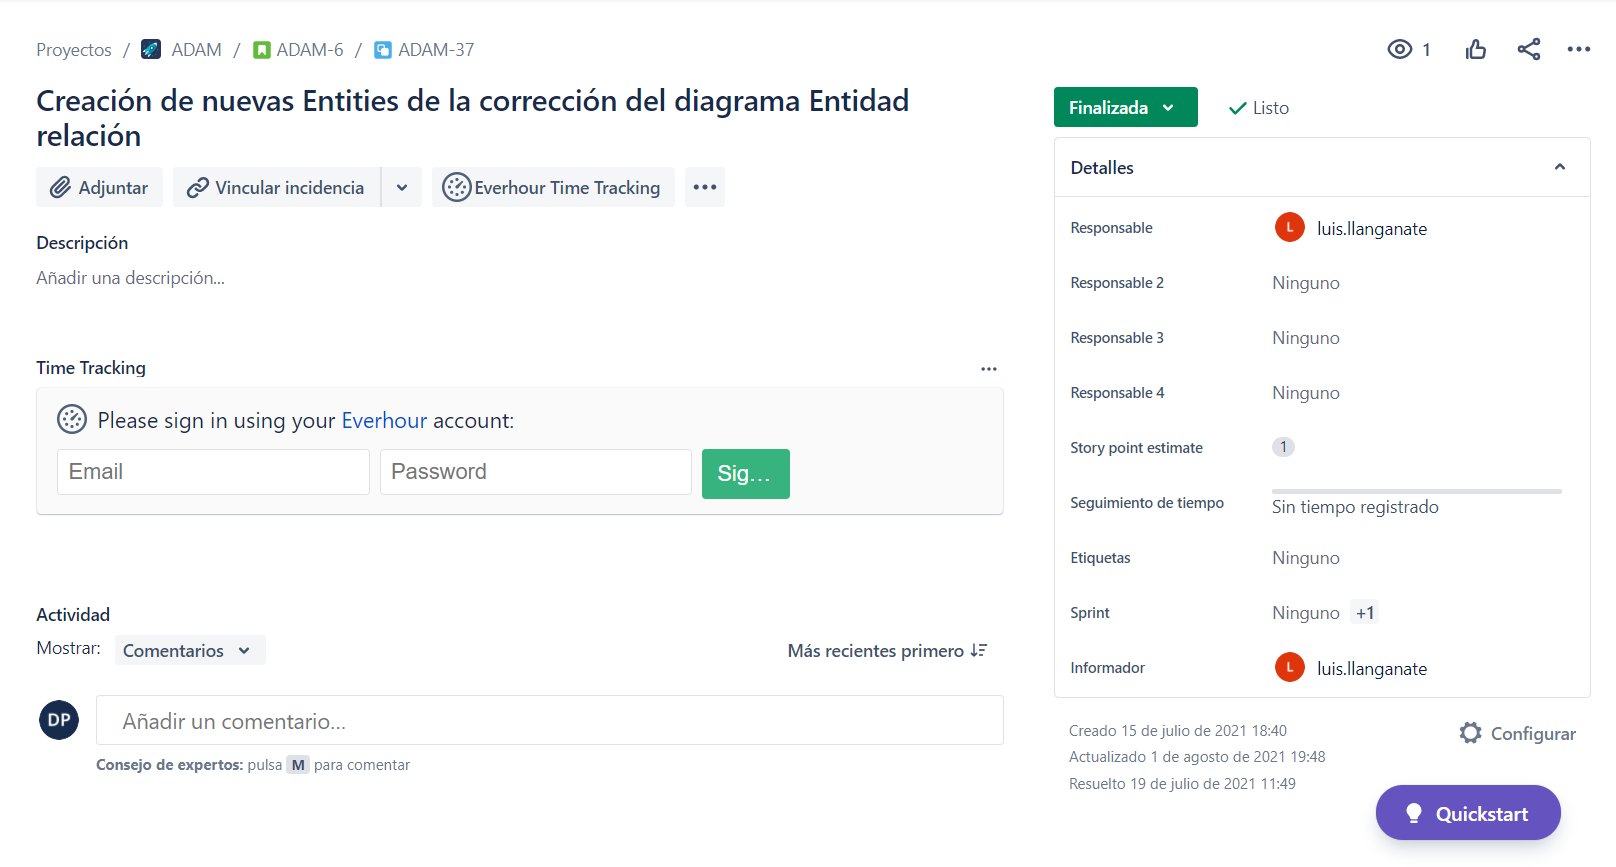 Proyectos / ADAM / ADAM-6 / ADAM-37
1
Creación de nuevas Entities de la corrección del diagrama Entidad
relación
Adjuntar
Vincular incidencia
Everhour Time Tracking
Descripción
Añadir una descripción...
Time Tracking
Please sign in using your Everhour account:
Email
Password
Sig...
Actividad
Mostrar:
Comentarios
Más recientes primero
DP
Añadir un comentario...
Consejo de expertos: pulsa M para comentar
Finalizada
Listo
Detalles
Responsable
L luis.llanganate
Responsable 2
Ninguno
Responsable 3
Ninguno
Responsable 4
Ninguno
Story point estimate
1
Seguimiento de tiempo
Sin tiempo registrado
Etiquetas
Ninguno
Sprint
Ninguno +1
Informador
L luis.llanganate
Creado 15 de julio de 2021 18:40
Actualizado 1 de agosto de 2021 19:48
Resuelto 19 de julio de 2021 11:49
Configurar
Quickstart